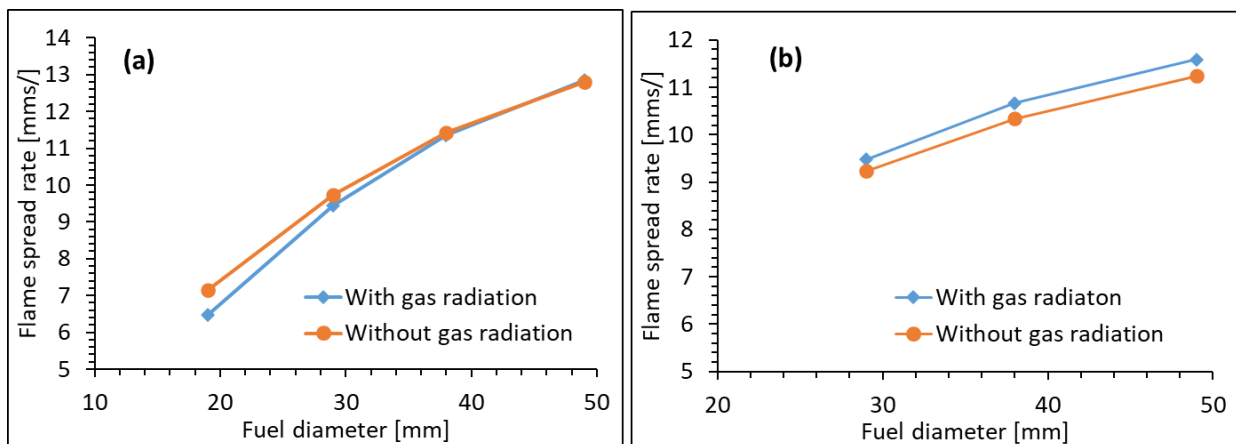 (a)
Flame spread rate [mms/]
14
13
12
11
10
9
8
7
6
5
With gas radiation
Without gas radiation
10 20 30 40 50
Fuel diameter [mm]
(b)
Flame spread rate [mms/]
12
11
10
9
8
7
6
5
With gas radiaton
Without gas radiation
20 30 40 50
Fuel diameter [mm]